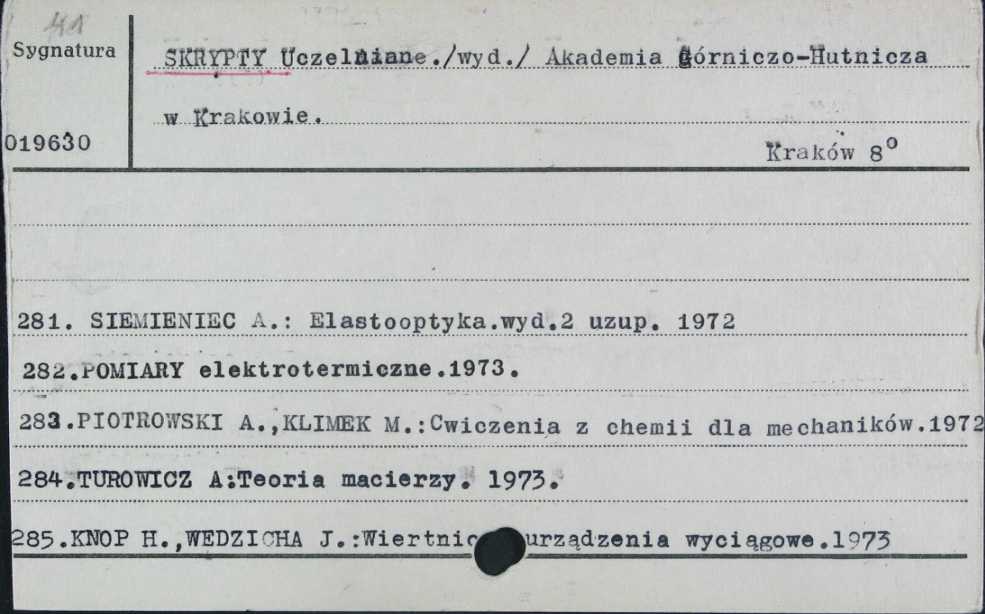 41
Sygnatura
SKRYPTY Uczelniane./wyd./ Akademia Górniczo-Hutnicza
w Krakowie.
019630
Kraków 8o
281. SIEMIENIEC A.: Elastooptyka.wyd.2 uzup. 1972
282.POMIARY elektrotermiczne.1973.
283.PIOTROWSKI A.,KLIMEK M.:Cwiczenia z chemii dla mechaników.1972
284.TUROWICZ A:Teoria macierzy. 1973.
285.KNOP H.,WEDZICHA J.: urządzenia wyciągowe.1973